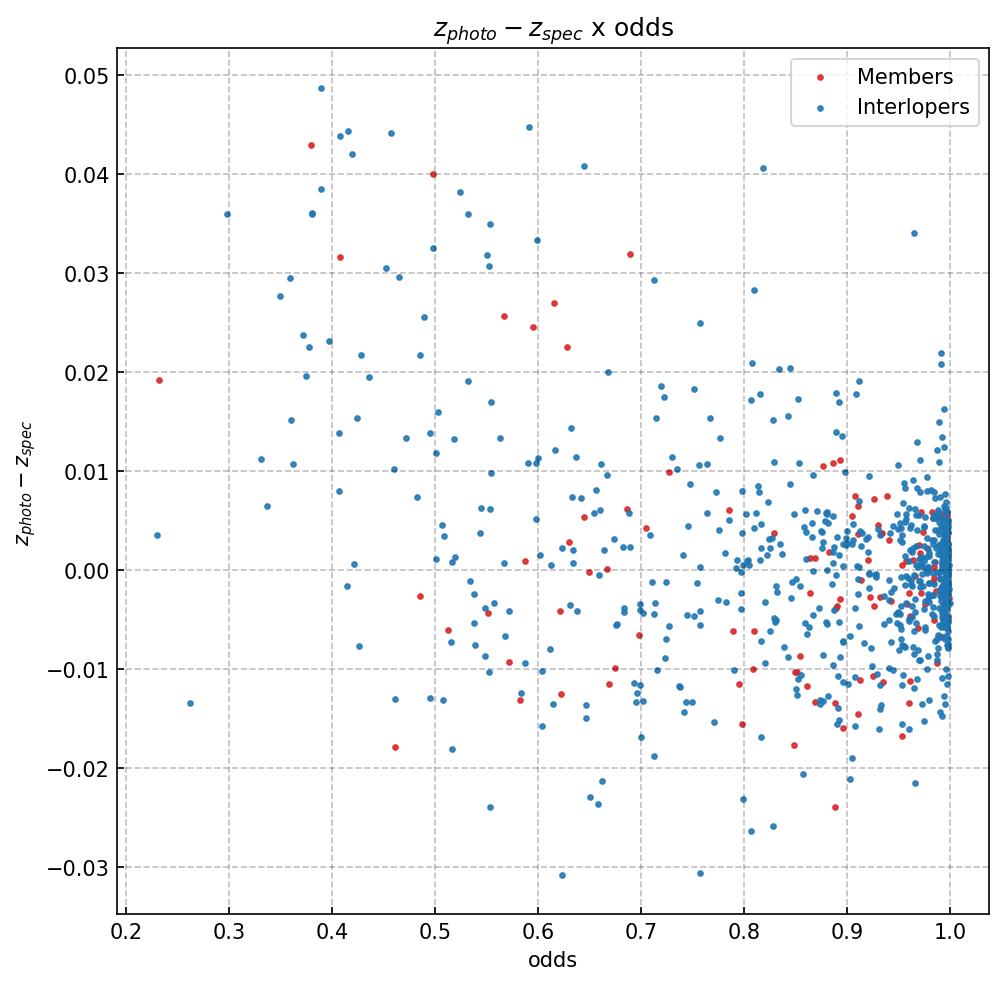 z_photo − z_spec x odds
Members
Interlopers
0.05
0.04
0.03
0.02
0.01
0.00
−0.01
−0.02
−0.03
z_photo − z_spec
0.2 0.3 0.4 0.5 0.6 0.7 0.8 0.9 1.0
odds